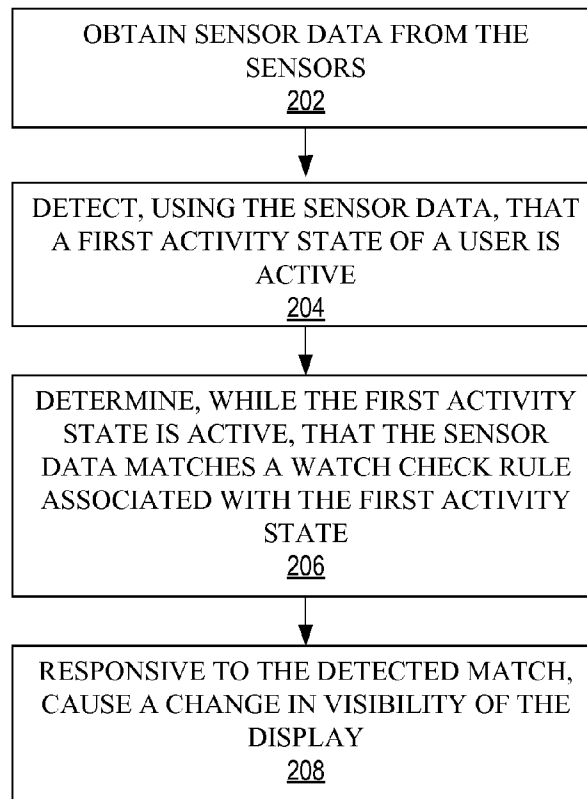 OBTAIN SENSOR DATA FROM THE
SENSORS
202
DETECT, USING THE SENSOR DATA, THAT
A FIRST ACTIVITY STATE OF A USER IS
ACTIVE
204
DETERMINE, WHILE THE FIRST ACTIVITY
STATE IS ACTIVE, THAT THE SENSOR
DATA MATCHES A WATCH CHECK RULE
ASSOCIATED WITH THE FIRST ACTIVITY
STATE
206
RESPONSIVE TO THE DETECTED MATCH,
CAUSE A CHANGE IN VISIBILITY OF THE
DISPLAY
208